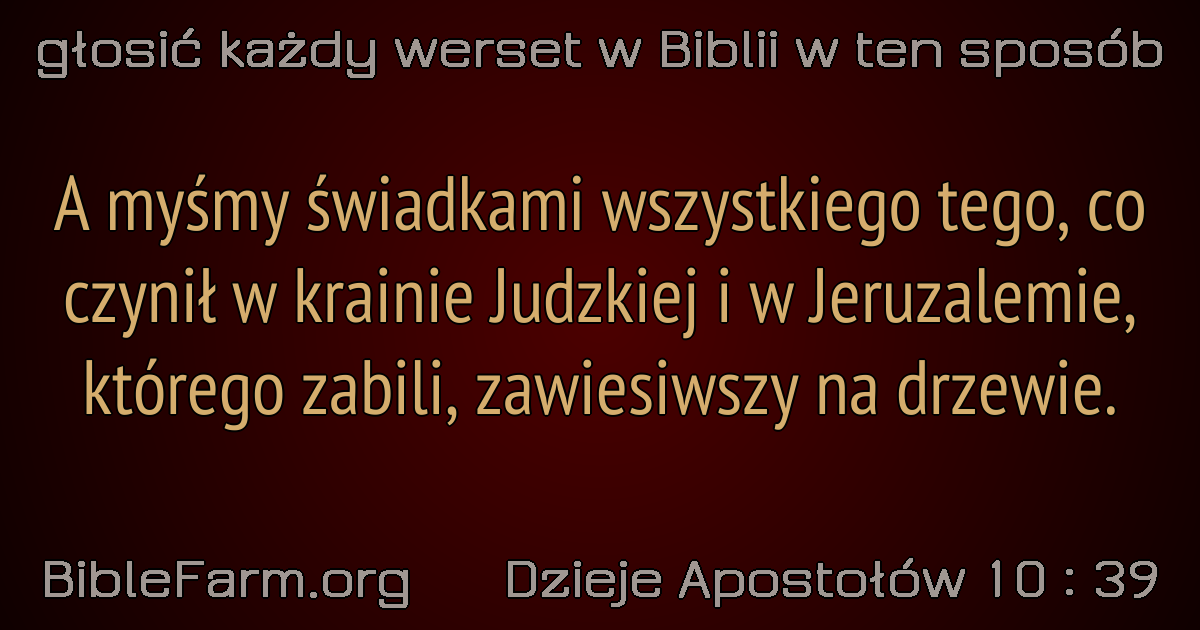 głosić każdy werset w Biblii w ten sposób
A myśmy świadkami wszystkiego tego, co
czynił w krainie Judzkiej i w Jeruzalemie,
którego zabili, zawiesiwszy na drzewie.
BibleFarm.org Dzieje Apostołów 10 : 39